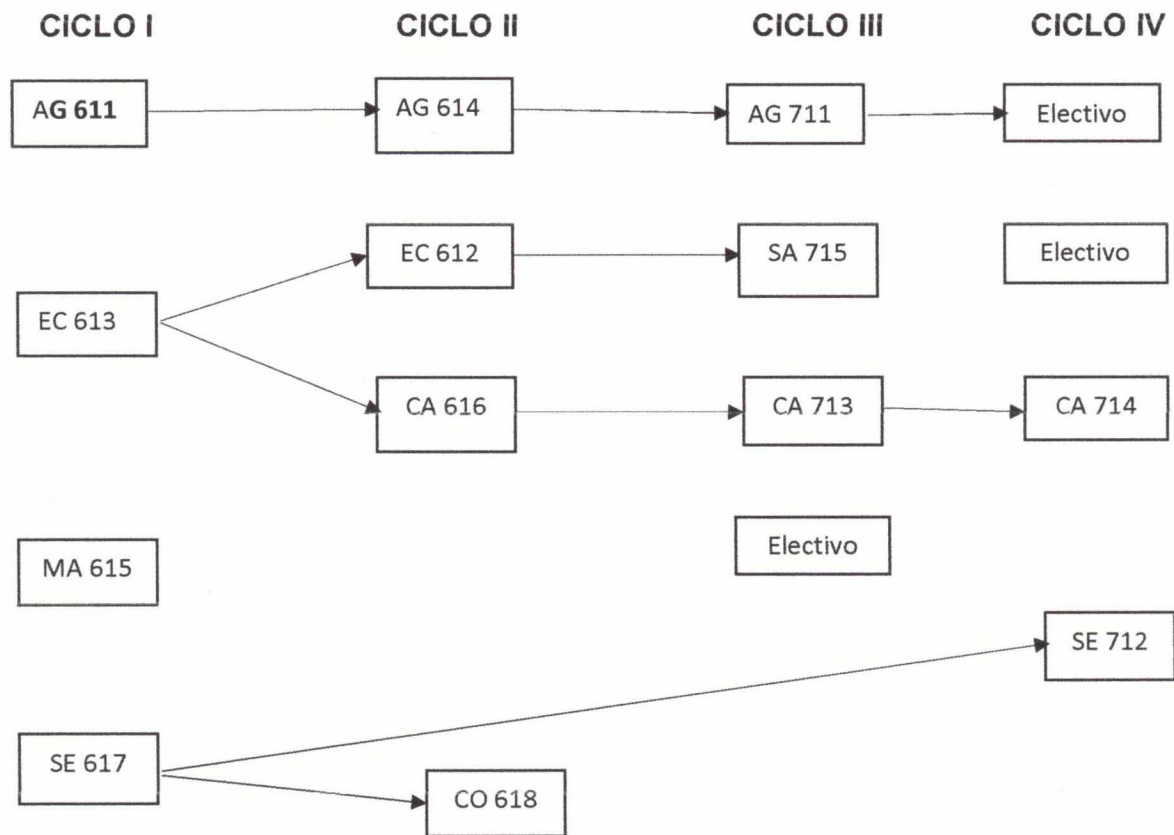 CICLO I CICLO II CICLO III CICLO IV
AG 611 AG 614 AG 711 Electivo
EC 612 SA 715 Electivo
EC 613
CA 616 CA 713 CA 714
Electivo
MA 615
SE 712
SE 617
CO 618